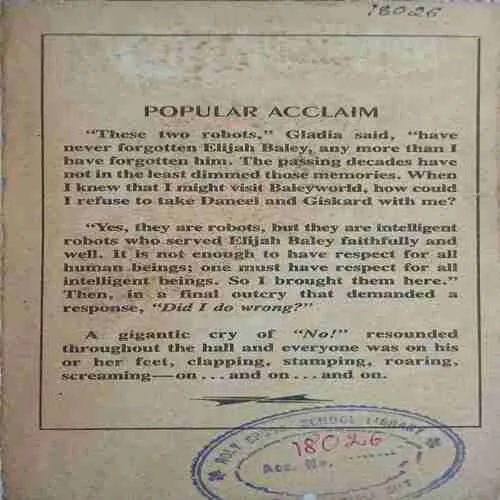 18026
POPULAR ACCLAIM
"These two robots," Gladia said, "have
never forgotten Elijah Baley, any more than I
have forgotten him. The passing decades have
not in the least dimmed those memories. When
I knew that I might visit Baleyworld, how could
I refuse to take Daneel and Giskard with me?
"Yes, they are robots, but they are intelligent
robots who served Elijah Baley faithfully and
well. It is not enough to have respect for all
human beings; one must have respect for all
intelligent beings. So I brought them here."
Then, in a final outcry that demanded a
response, "Did I do wrong?"
A gigantic cry of "No!" resounded
throughout the hall and everyone was on his
or her feet, clapping, stamping, roaring,
screaming—on . . . and on . . . and on.
HOLY CROSS SCHOOL LIBRARY
18026
Acc. No. ........